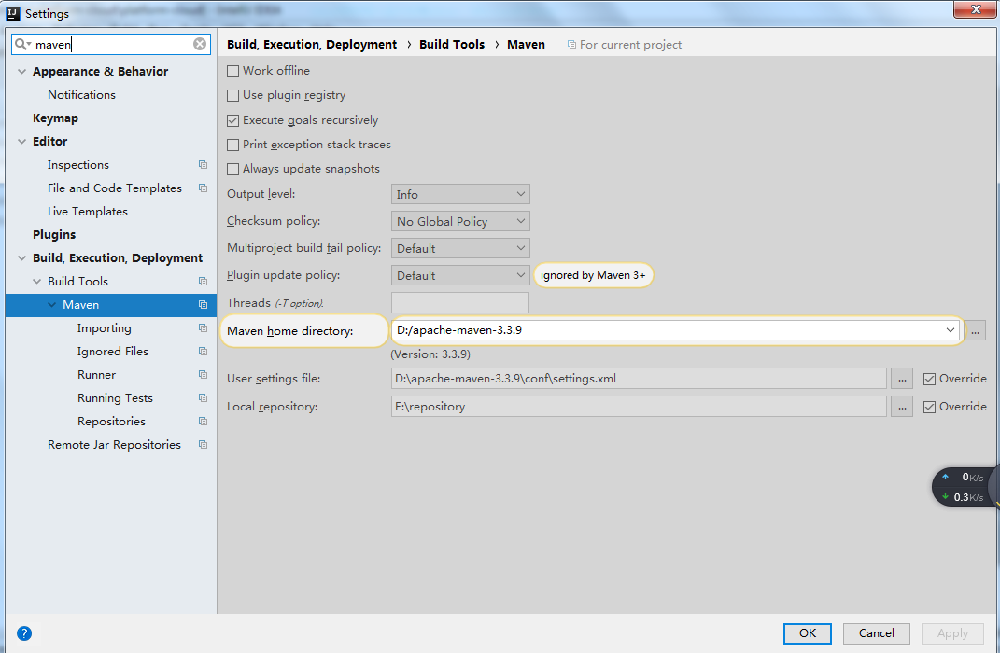 Settings
maven
Appearance & Behavior
Notifications
Keymap
Editor
Inspections
File and Code Templates
Live Templates
Plugins
Build, Execution, Deployment
Build Tools
Maven
Importing
Ignored Files
Runner
Running Tests
Repositories
Remote Jar Repositories
Build, Execution, Deployment › Build Tools › Maven For current project
Work offline
Use plugin registry
Execute goals recursively
Print exception stack traces
Always update snapshots
Output level: Info
Checksum policy: No Global Policy
Multiproject build fail policy: Default
Plugin update policy: Default ignored by Maven 3+
Threads (-T option).
Maven home directory: D:/apache-maven-3.3.9 ...
(Version: 3.3.9)
User settings file: D:\apache-maven-3.3.9\conf\settings.xml ... Override
Local repository: E:\repository ... Override
0K/s
0.3K/s
? OK Cancel Apply